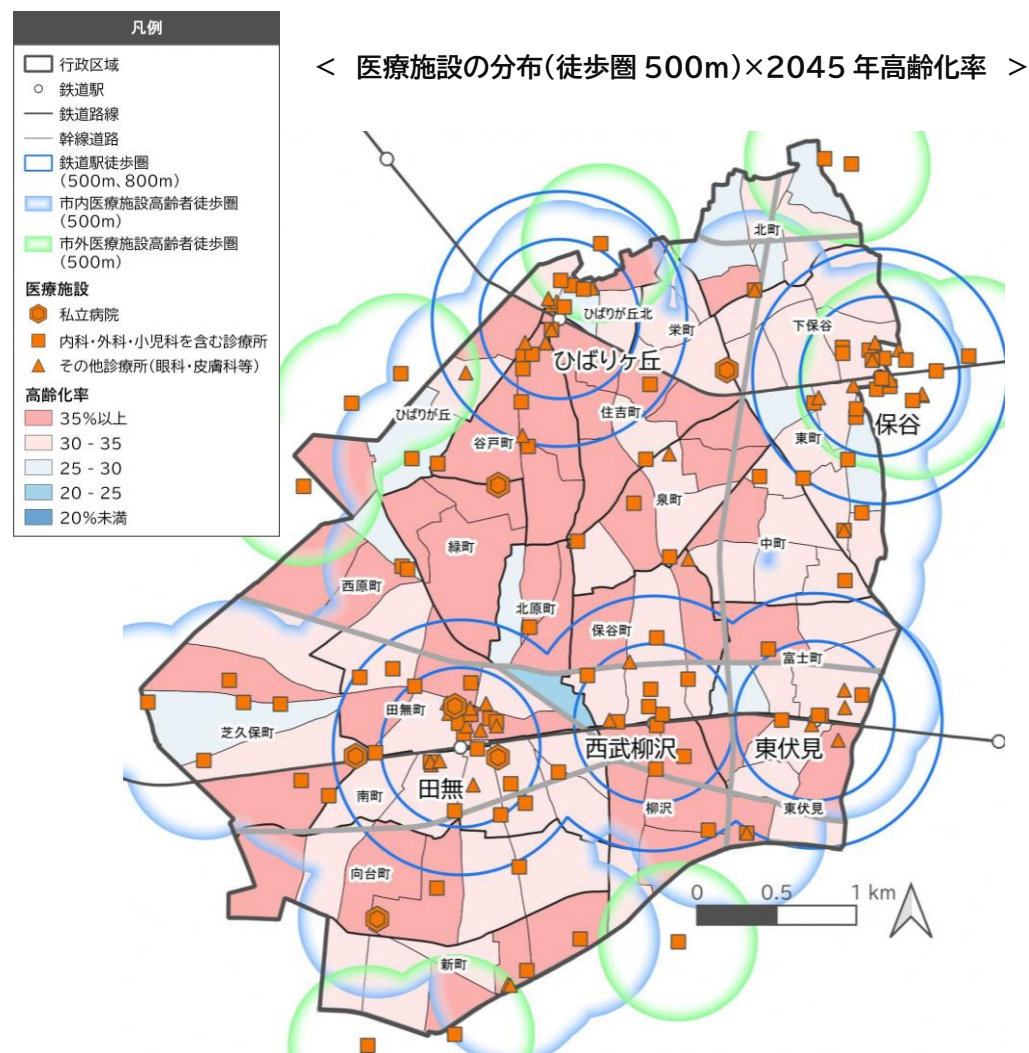 凡例
行政区域
鉄道駅
鉄道路線
幹線道路
鉄道駅徒歩圏
(500m、800m)
市内医療施設高齢者徒歩圏
(500m)
市外医療施設高齢者徒歩圏
(500m)
医療施設
私立病院
内科・外科・小児科を含む診療所
その他診療所(眼科・皮膚科等)
高齢化率
35%以上
30 - 35
25 - 30
20 - 25
20%未満
< 医療施設の分布(徒歩圏 500m)×2045 年高齢化率 >
北町
ひばりが丘北
栄町
下保谷
ひばりヶ丘
ひばりが丘
住吉町
保谷
谷戸町
東町
泉町
緑町
中町
西原町
北原町
保谷町
富士町
田無町
芝久保町
西武柳沢
東伏見
田無
南町
柳沢
東伏見
向台町
0 0.5 1 km
新町